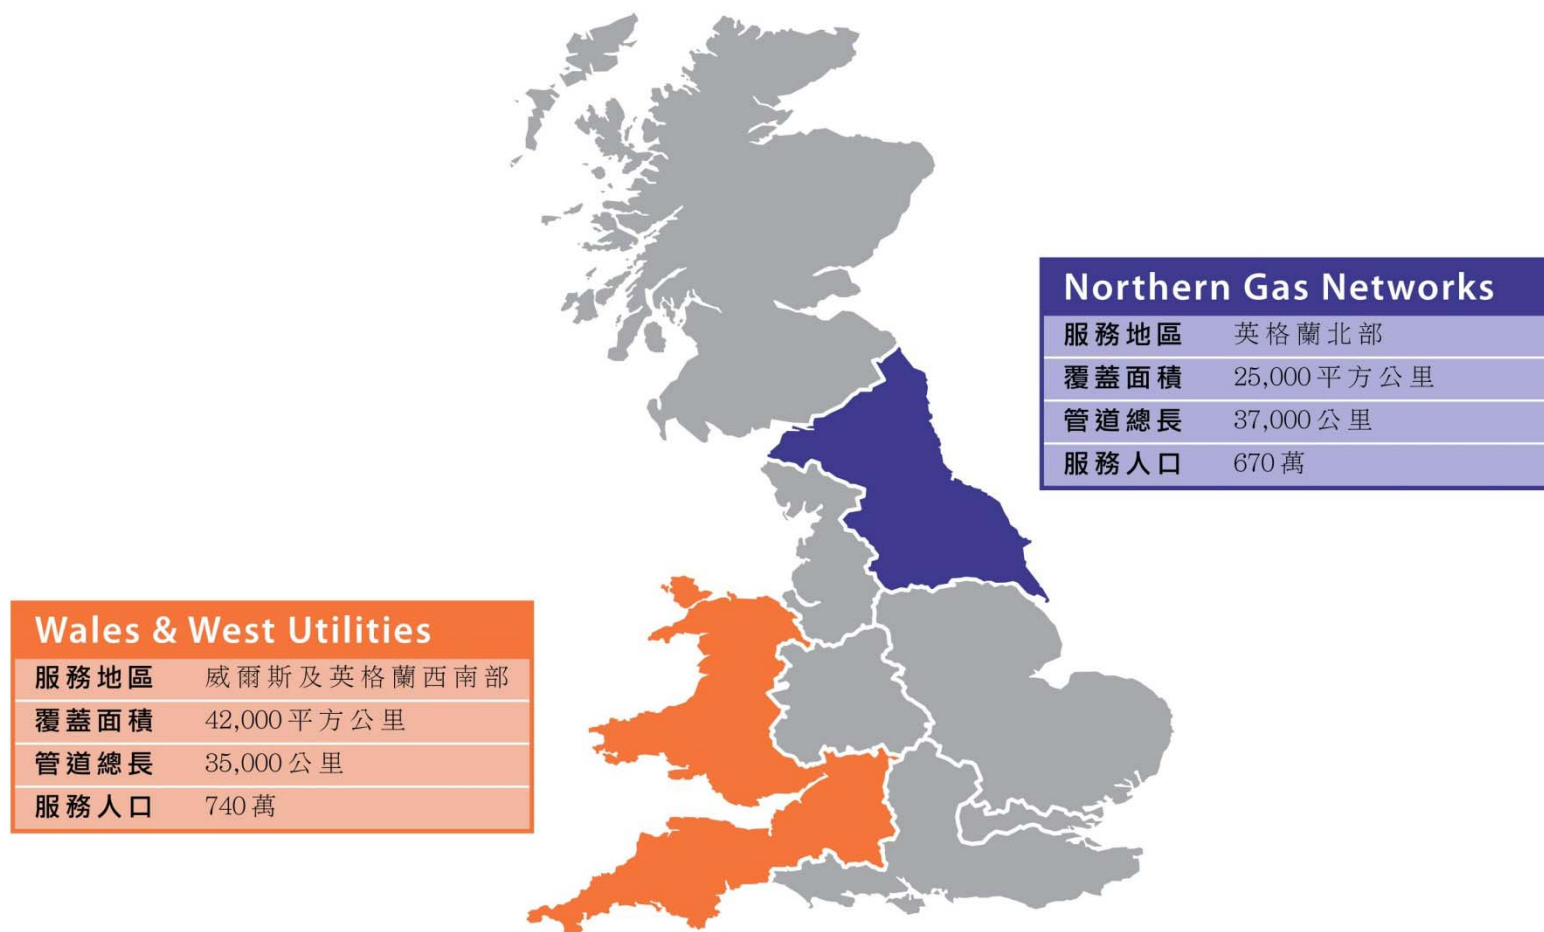 Northern Gas Networks
服務地區 英格蘭北部
覆蓋面積 25,000平方公里
管道總長 37,000公里
服務人口 670萬
Wales & West Utilities
服務地區 威爾斯及英格蘭西南部
覆蓋面積 42,000平方公里
管道總長 35,000公里
服務人口 740萬